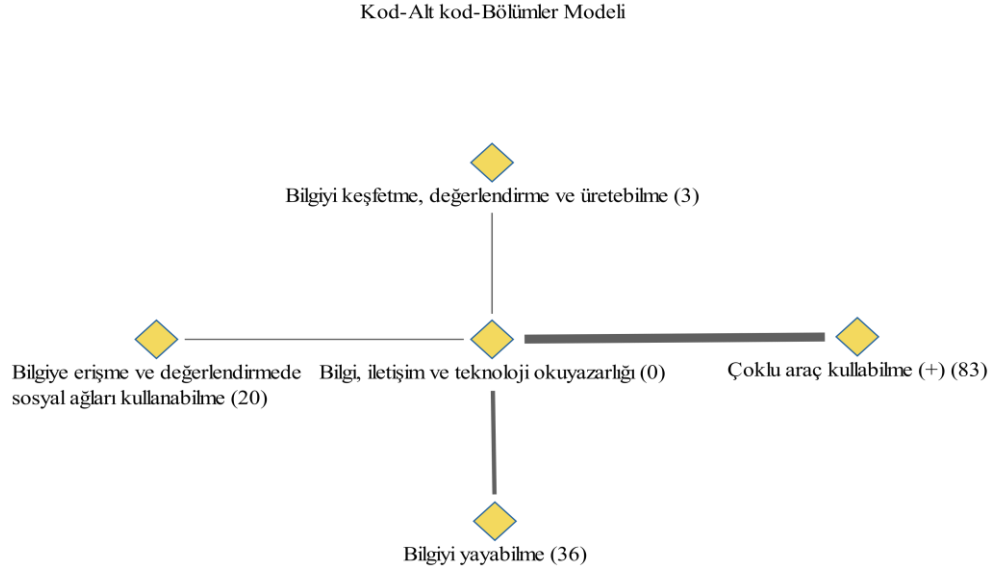 Kod-Alt kod-Bölümler Modeli
Bilgiyi keşfetme, değerlendirme ve üretebilme (3)
Bilgiye erişme ve değerlendirmede
sosyal ağları kullanabilme (20)
Bilgi, iletişim ve teknoloji okuyazarlığı (0)
Çoklu araç kullabilme (+) (83)
Bilgiyi yayabilme (36)